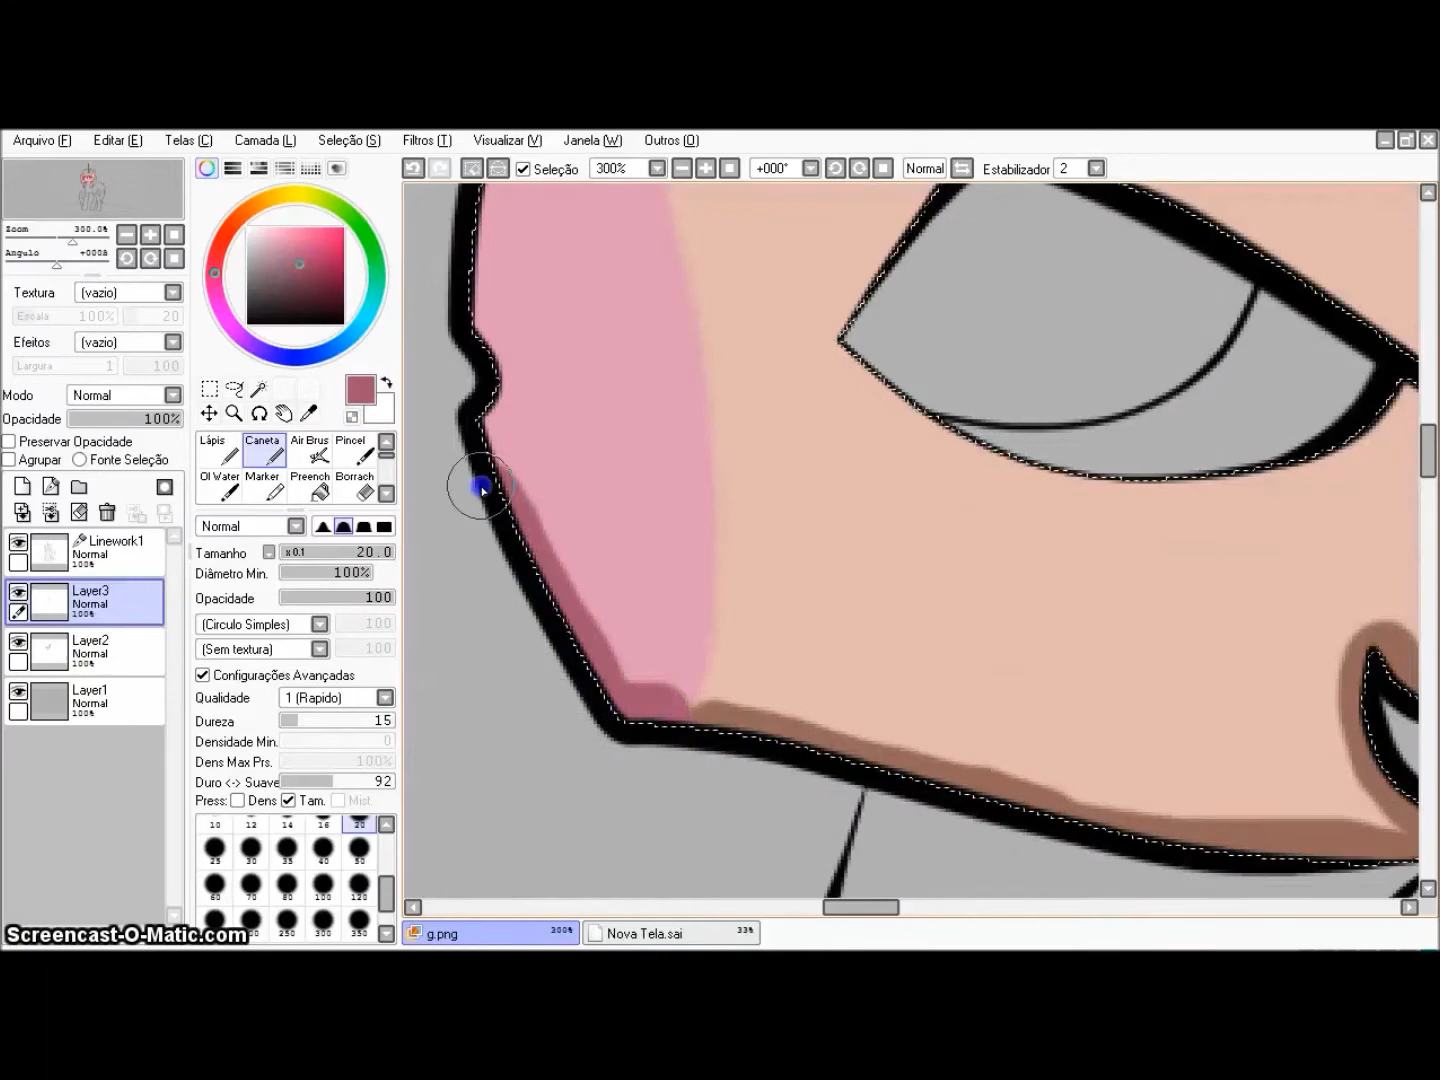 Arquivo (F) Editar (E) Telas (C) Camada (L) Seleção (S) Filtros (T) Visualizar (V) Janela (W) Outros (O)
Seleção 300% +000° Normal Estabilizador 2
Zoom 300.0%
Angulo +000å
Textura (vazio)
Escala 100% 20
Efeitos (vazio)
Largura 1 100
Modo Normal
Opacidade 100%
Preservar Opacidade
Agrupar Fonte Seleção
Linework1
Normal
100%
Layer3
Normal
100%
Layer2
Normal
100%
Layer1
Normal
100%
Lápis Caneta Air Brus Pincel
Ol Water Marker Preench Borrach
Normal
Tamanho x 0.1 20.0
Diâmetro Min. 100%
Opacidade 100
(Circulo Simples) 100
(Sem textura) 100
Configurações Avançadas
Qualidade 1 (Rapido)
Dureza 15
Densidade Min. 0
Dens Max Prs. 100%
Duro <-> Suave 92
Press: Dens Tam. Mist.
10 12 14 16 20
25 30 35 40 50
60 70 80 100 120
250 300 350
Screencast-O-Matic.com
g.png 300% Nova Tela.sai 33%